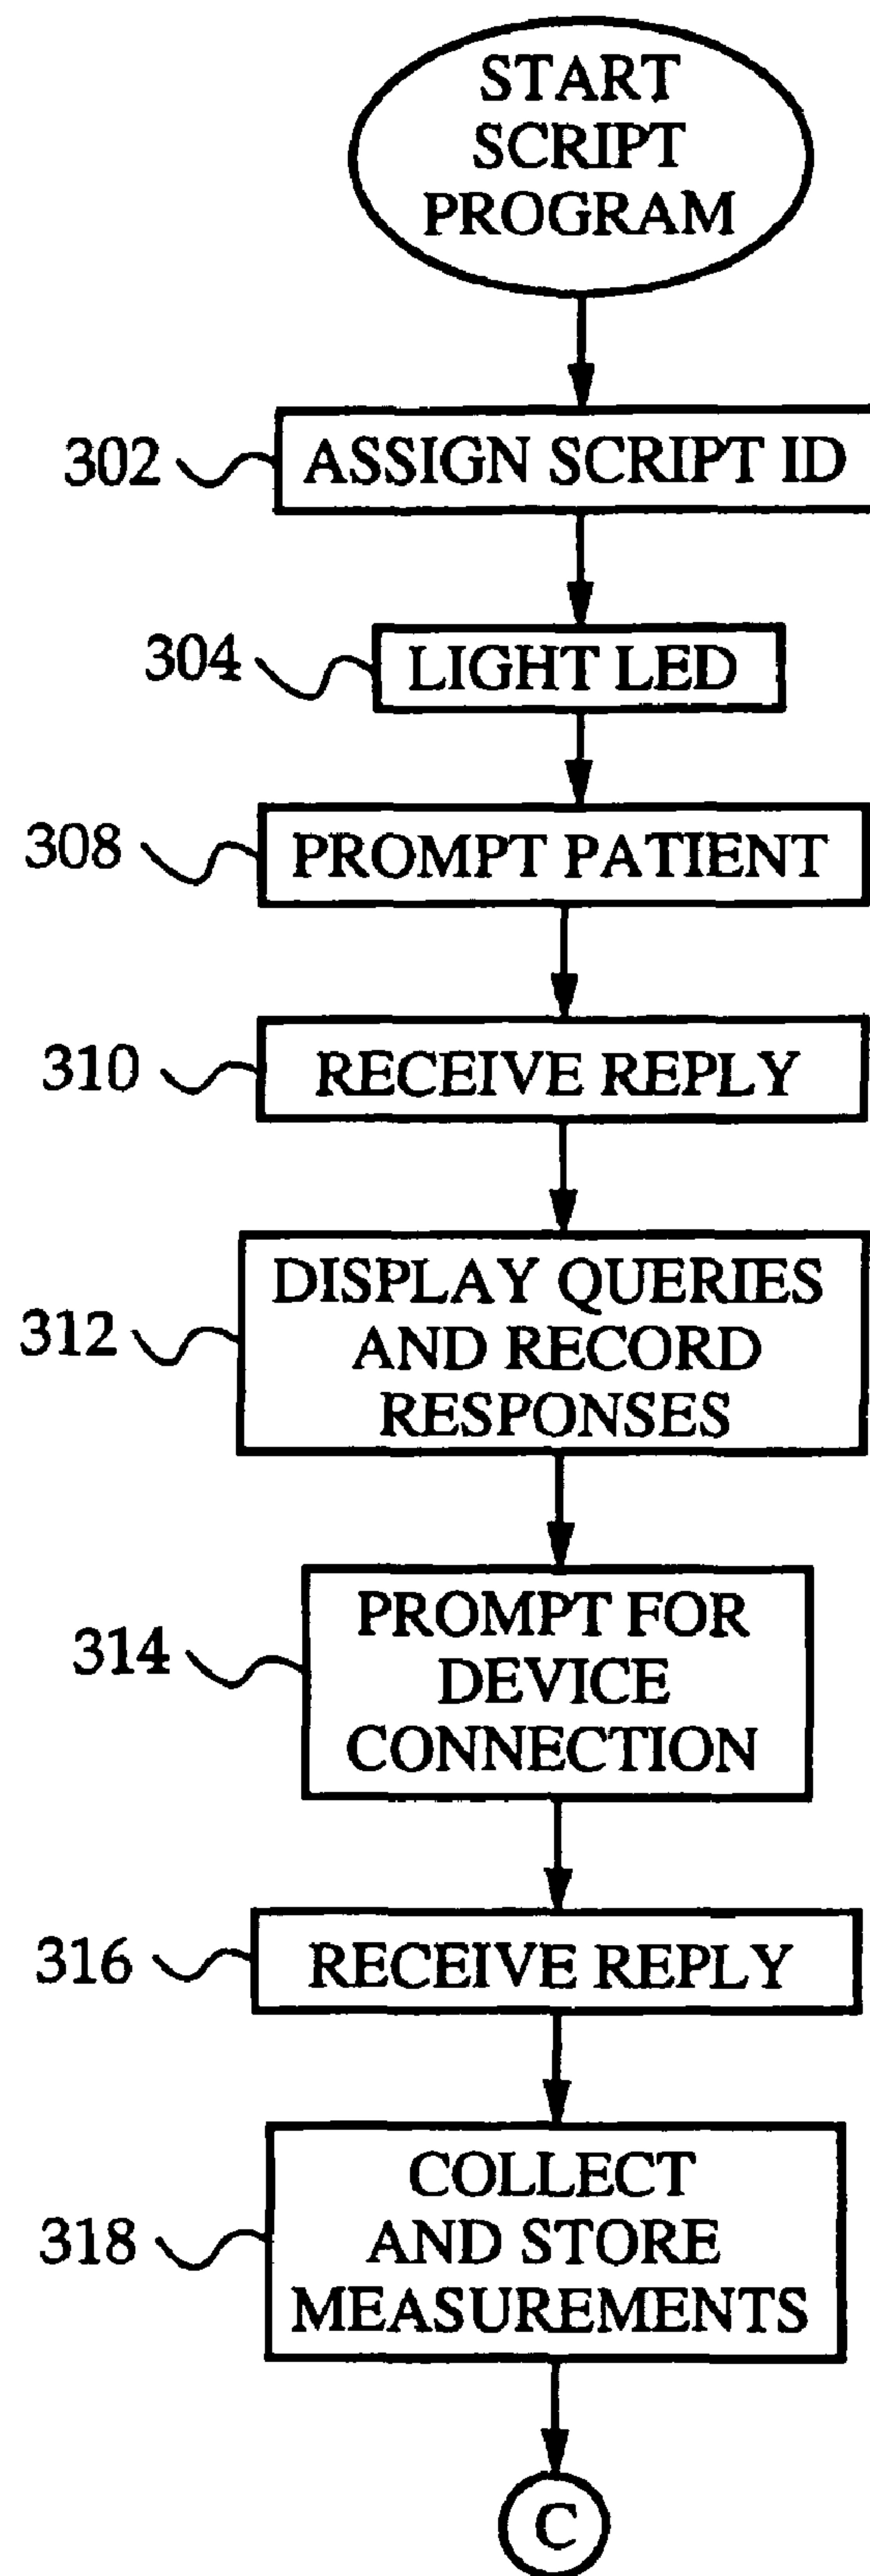 START
SCRIPT
PROGRAM
302 ASSIGN SCRIPT ID
304 LIGHT LED
308 PROMPT PATIENT
310 RECEIVE REPLY
DISPLAY QUERIES
312 AND RECORD
RESPONSES
PROMPT FOR
314 DEVICE
CONNECTION
316 RECEIVE REPLY
COLLECT
318 AND STORE
MEASUREMENTS
C